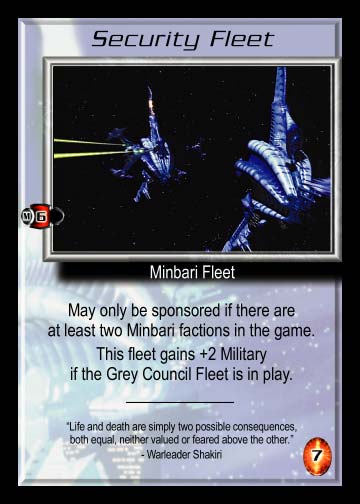 Security Fleet
M 6
Minbari Fleet
May only be sponsored if there are
at least two Minbari factions in the game.
This fleet gains +2 Military
if the Grey Council Fleet is in play.
“Life and death are simply two possible consequences,
both equal, neither valued or feared above the other.”
- Warleader Shakiri
7